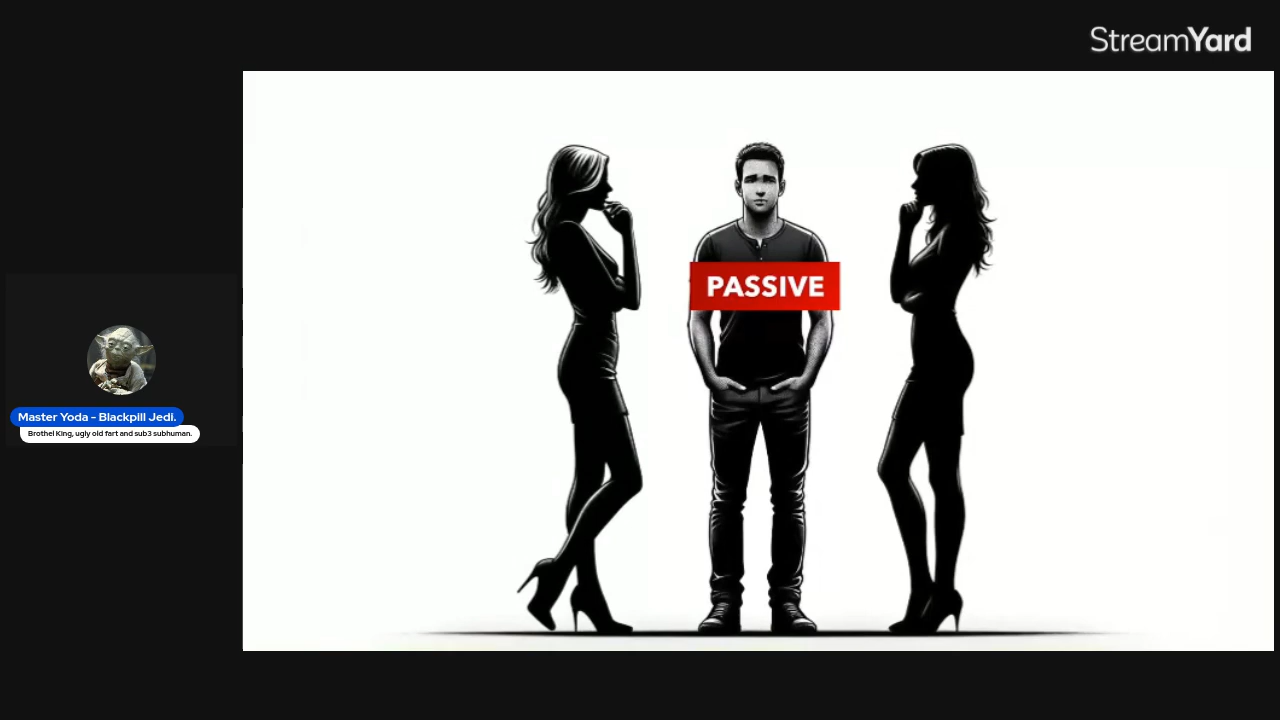 StreamYard
PASSIVE
Master Yoda - Blackpill Jedi.
Brothel King, ugly old fart and sub3 subhuman.